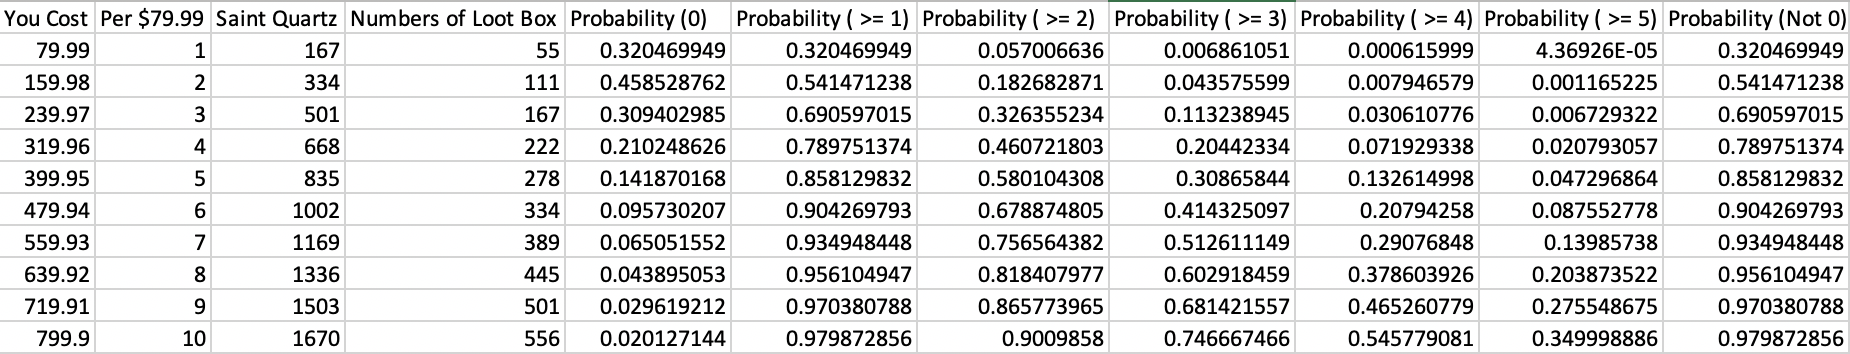 You Cost Per $79.99 Saint Quartz Numbers of Loot Box Probability (0) Probability ( >= 1) Probability ( >= 2) Probability ( >= 3) Probability ( >= 4) Probability ( >= 5) Probability (Not 0)
79.99 1 167 55 0.320469949 0.320469949 0.057006636 0.006861051 0.000615999 4.36926E-05 0.320469949
159.98 2 334 111 0.458528762 0.541471238 0.182682871 0.043575599 0.007946579 0.001165225 0.541471238
239.97 3 501 167 0.309402985 0.690597015 0.326355234 0.113238945 0.030610776 0.006729322 0.690597015
319.96 4 668 222 0.210248626 0.789751374 0.460721803 0.20442334 0.071929338 0.020793057 0.789751374
399.95 5 835 278 0.141870168 0.858129832 0.580104308 0.30865844 0.132614998 0.047296864 0.858129832
479.94 6 1002 334 0.095730207 0.904269793 0.678874805 0.414325097 0.20794258 0.087552778 0.904269793
559.93 7 1169 389 0.065051552 0.934948448 0.756564382 0.512611149 0.29076848 0.13985738 0.934948448
639.92 8 1336 445 0.043895053 0.956104947 0.818407977 0.602918459 0.378603926 0.203873522 0.956104947
719.91 9 1503 501 0.029619212 0.970380788 0.865773965 0.681421557 0.465260779 0.275548675 0.970380788
799.9 10 1670 556 0.020127144 0.979872856 0.9009858 0.746667466 0.545779081 0.349998886 0.979872856